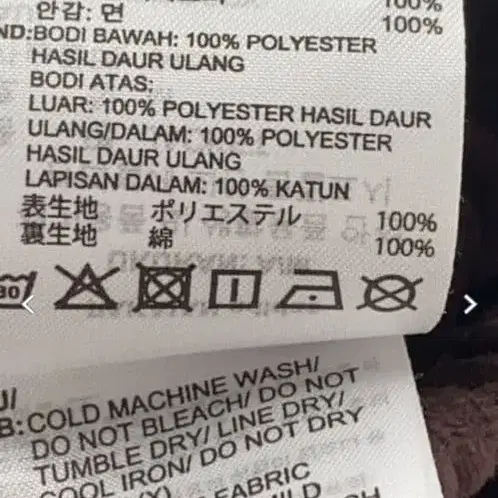 100%
안감: 면 100%
ND:BODI BAWAH: 100% POLYESTER
HASIL DAUR ULANG
BODI ATAS:
LUAR: 100% POLYESTER HASIL DAUR
ULANG/DALAM: 100% POLYESTER
HASIL DAUR ULANG
LAPISAN DALAM: 100% KATUN
表生地 ポリエステル 100%
裏生地 綿 100%
30
B:COLD MACHINE WASH/
DO NOT BLEACH/ DO NOT
TUMBLE DRY/ LINE DRY/
COOL IRON/ DO NOT DRY
FABRIC